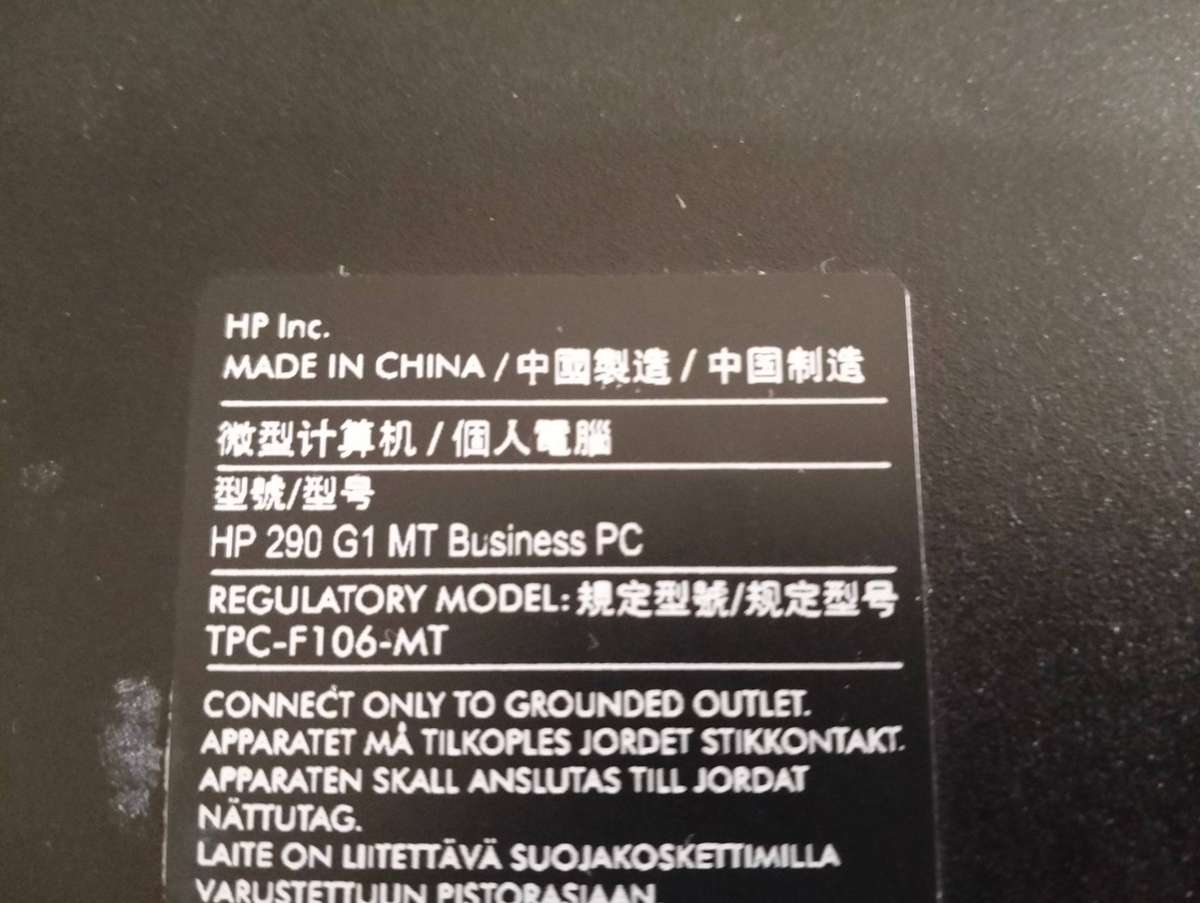 HP Inc.
MADE IN CHINA / 中國製造 / 中国制造
微型计算机 / 個人電腦
型號/型号
HP 290 G1 MT Business PC
REGULATORY MODEL: 規定型號/规定型号
TPC-F106-MT
CONNECT ONLY TO GROUNDED OUTLET.
APPARATET MÅ TILKOPLES JORDET STIKKONTAKT.
APPARATEN SKALL ANSLUTAS TILL JORDAT
NÄTTUTAG.
LAITE ON LIITETTÄVÄ SUOJAKOSKETTIMILLA
VARUSTETTUUN PISTORASIAAN